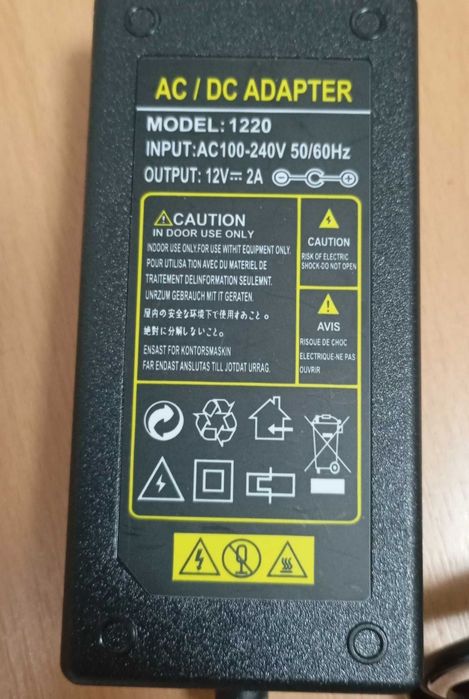 AC / DC ADAPTER
MODEL: 1220
INPUT:AC100-240V 50/60Hz
OUTPUT: 12V⎓ 2A
CAUTION
IN DOOR USE ONLY
INDOOR USE ONLY.FOR USE WITHIT EQUIPMENT ONLY.
POUR UTILISA TION AVEC DU MATERIEL DE
TRAITEMENT DELINFORMATION SEULEMNT.
UNRZUM GEBRAUCH MIT IT GERATEN.
屋内の安全な环境下で使用すあこと。
絶対に分解しないこと。
ENSAST FOR KONTORSMASKIN
FAR ENDAST ANSLUTAS TILL JOTDAT URRAG.
CAUTION
RISK OF ELECTRIC
SHOCK-DO NOT OPEN
AVIS
RISOUE DE CHOC
ELECTRIQUE-NE PAS
OUVRIR